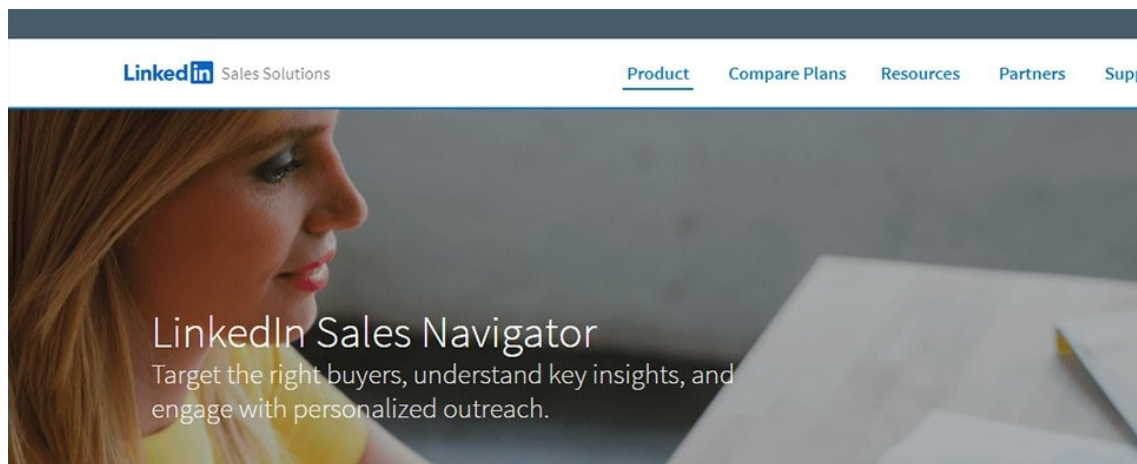 LinkedIn Sales Solutions
Product Compare Plans Resources Partners Supp
LinkedIn Sales Navigator
Target the right buyers, understand key insights, and
engage with personalized outreach.